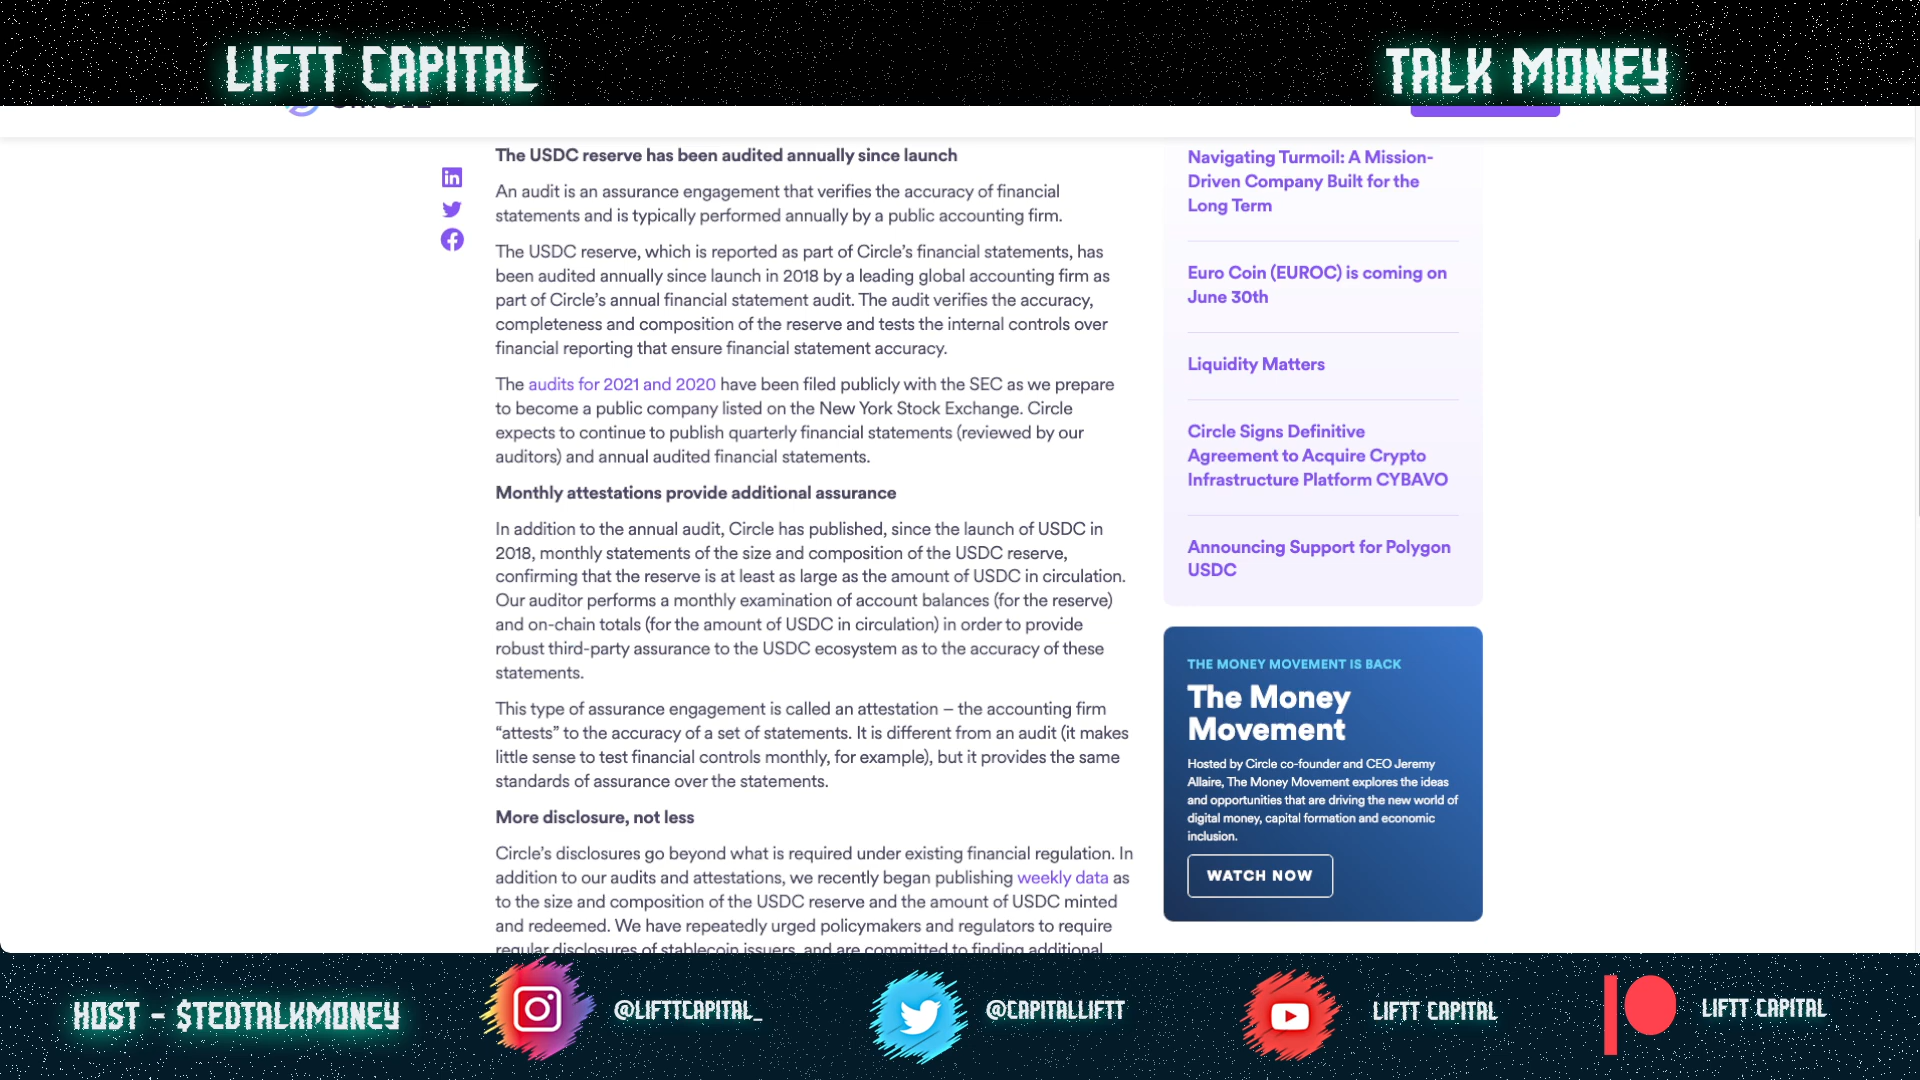 LIFTT CAPITAL
TALK MONEY
The USDC reserve has been audited annually since launch
An audit is an assurance engagement that verifies the accuracy of financial
statements and is typically performed annually by a public accounting firm.
The USDC reserve, which is reported as part of Circle’s financial statements, has
been audited annually since launch in 2018 by a leading global accounting firm as
part of Circle’s annual financial statement audit. The audit verifies the accuracy,
completeness and composition of the reserve and tests the internal controls over
financial reporting that ensure financial statement accuracy.
The audits for 2021 and 2020 have been filed publicly with the SEC as we prepare
to become a public company listed on the New York Stock Exchange. Circle
expects to continue to publish quarterly financial statements (reviewed by our
auditors) and annual audited financial statements.
Monthly attestations provide additional assurance
In addition to the annual audit, Circle has published, since the launch of USDC in
2018, monthly statements of the size and composition of the USDC reserve,
confirming that the reserve is at least as large as the amount of USDC in circulation.
Our auditor performs a monthly examination of account balances (for the reserve)
and on-chain totals (for the amount of USDC in circulation) in order to provide
robust third-party assurance to the USDC ecosystem as to the accuracy of these
statements.
This type of assurance engagement is called an attestation – the accounting firm
“attests” to the accuracy of a set of statements. It is different from an audit (it makes
little sense to test financial controls monthly, for example), but it provides the same
standards of assurance over the statements.
More disclosure, not less
Circle’s disclosures go beyond what is required under existing financial regulation. In
addition to our audits and attestations, we recently began publishing weekly data as
to the size and composition of the USDC reserve and the amount of USDC minted
and redeemed. We have repeatedly urged policymakers and regulators to require
regular disclosures of stablecoin issuers, and are committed to finding additional
Navigating Turmoil: A Mission-
Driven Company Built for the
Long Term
Euro Coin (EUROC) is coming on
June 30th
Liquidity Matters
Circle Signs Definitive
Agreement to Acquire Crypto
Infrastructure Platform CYBAVO
Announcing Support for Polygon
USDC
THE MONEY MOVEMENT IS BACK
The Money
Movement
Hosted by Circle co-founder and CEO Jeremy
Allaire, The Money Movement explores the ideas
and opportunities that are driving the new world of
digital money, capital formation and economic
inclusion.
WATCH NOW
HOST - $TEDTALKMONEY
@LIFTTCAPITAL_
@CAPITALLIFTT
LIFTT CAPITAL
LIFTT CAPITAL